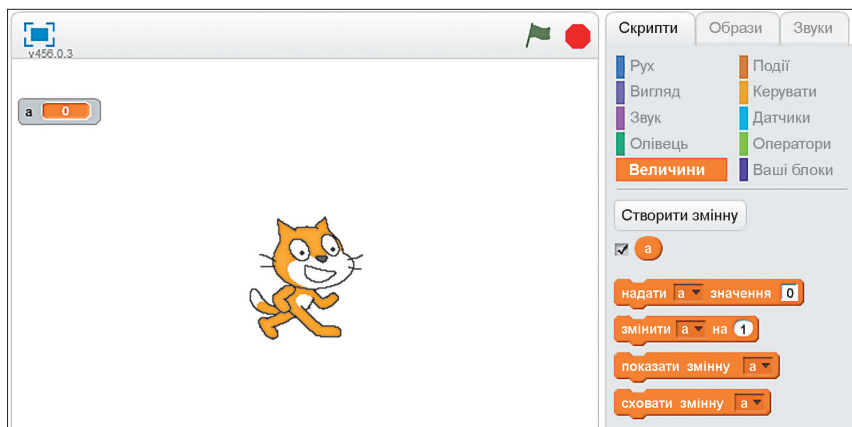 v456.0.3
a 0
Скрипти Образи Звуки
Рух Події
Вигляд Керувати
Звук Датчики
Олівець Оператори
Величини Ваші блоки
Створити змінну
a
надати a значення 0
змінити a на 1
показати змінну a
сховати змінну a